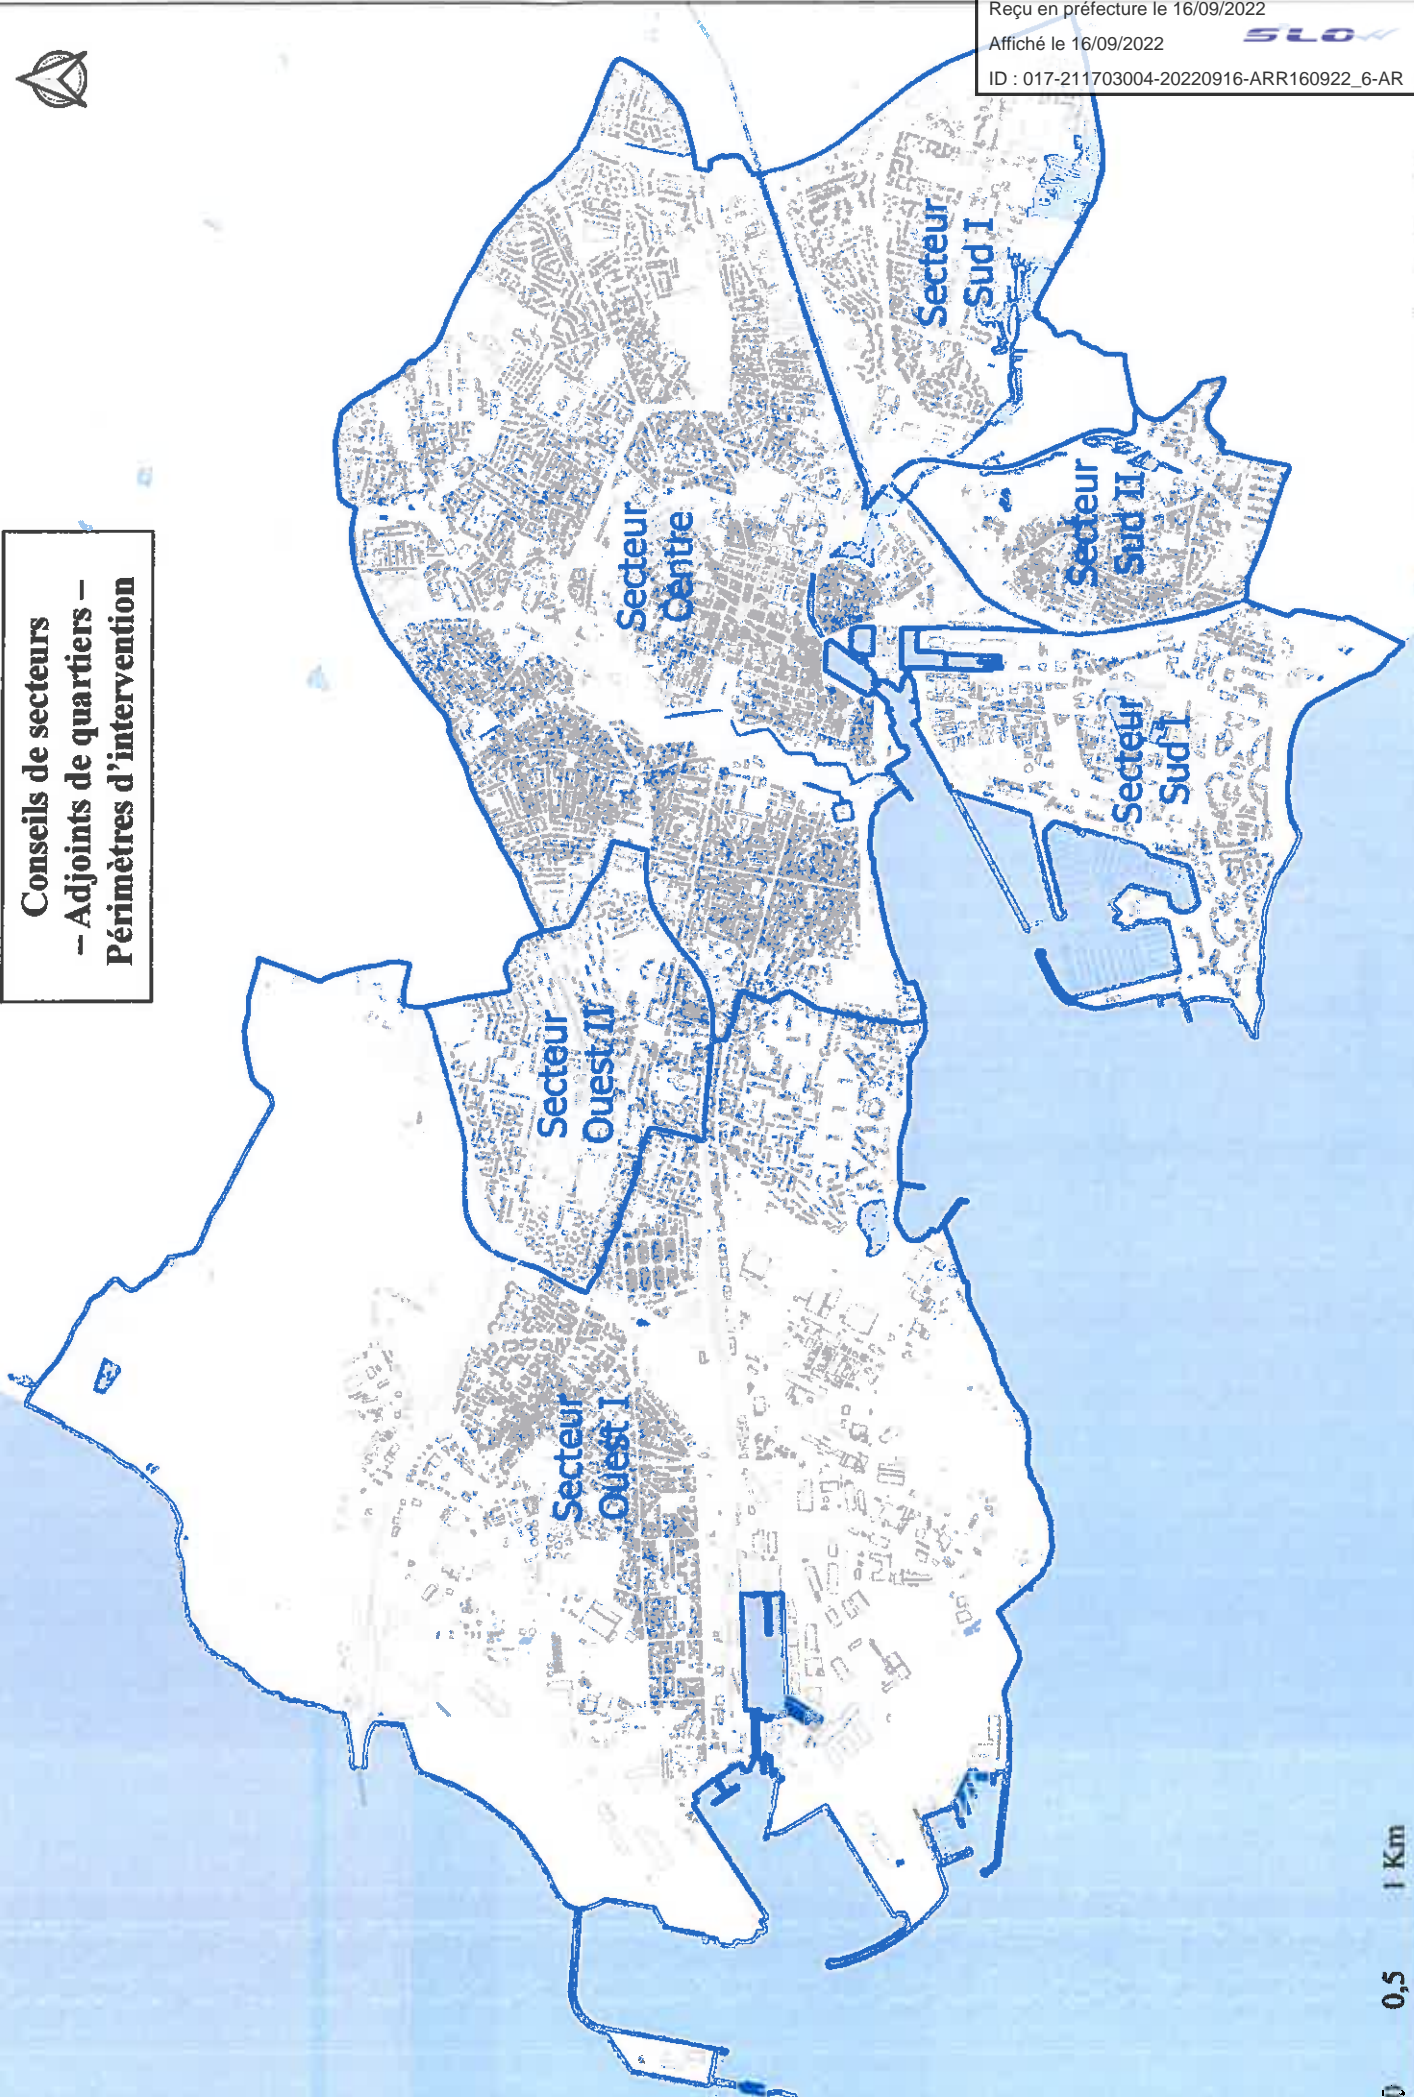 Reçu en préfecture le 16/09/2022
Affiché le 16/09/2022
SLOW
ID : 017-211703004-20220916-ARR160922_6-AR
Conseils de secteurs
– Adjoints de quartiers –
Périmètres d'intervention
Secteur
Ouest I
Secteur
Ouest II
Secteur
Centre
Secteur
Sud I
Secteur
Sud II
Secteur
Sud I
0 0,5 1 Km